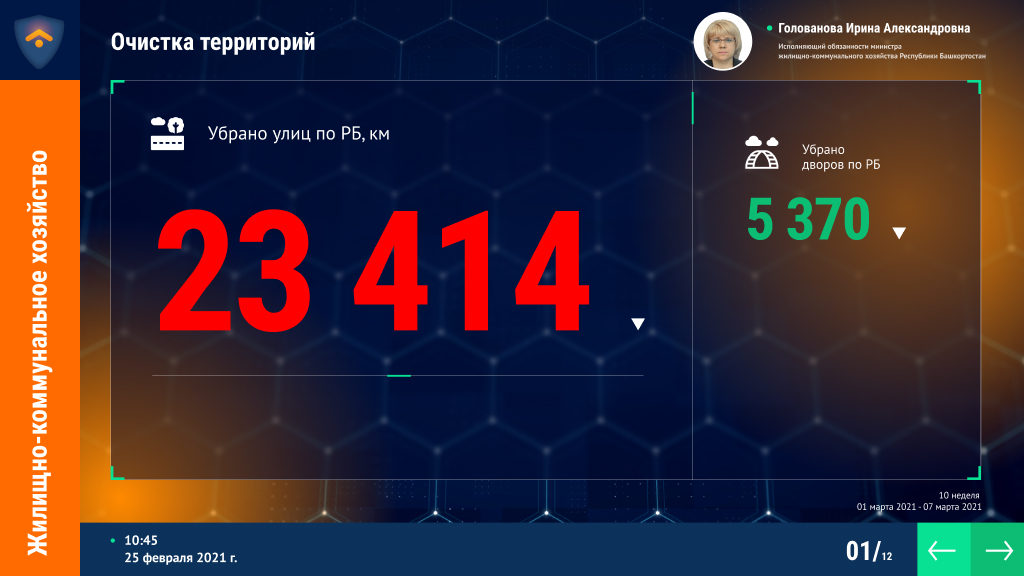 Очистка территорий
Голованова Ирина Александровна
Исполняющий обязанности министра
жилищно-коммунального хозяйства Республики Башкортостан
Жилищно-коммунальное хозяйство
Убрано улиц по РБ, км
23 414
Убрано
дворов по РБ
5 370
10 неделя
01 марта 2021 - 07 марта 2021
10:45
25 февраля 2021 г.
01/12